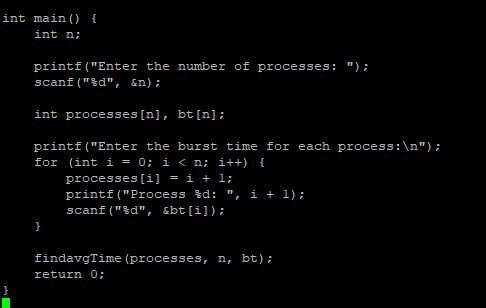 int main() {
    int n;

    printf("Enter the number of processes: ");
    scanf("%d", &n);

    int processes[n], bt[n];

    printf("Enter the burst time for each process:\n");
    for (int i = 0; i < n; i++) {
        processes[i] = i + 1;
        printf("Process %d: ", i + 1);
        scanf("%d", &bt[i]);
    }

    findavgTime(processes, n, bt);
    return 0;
}